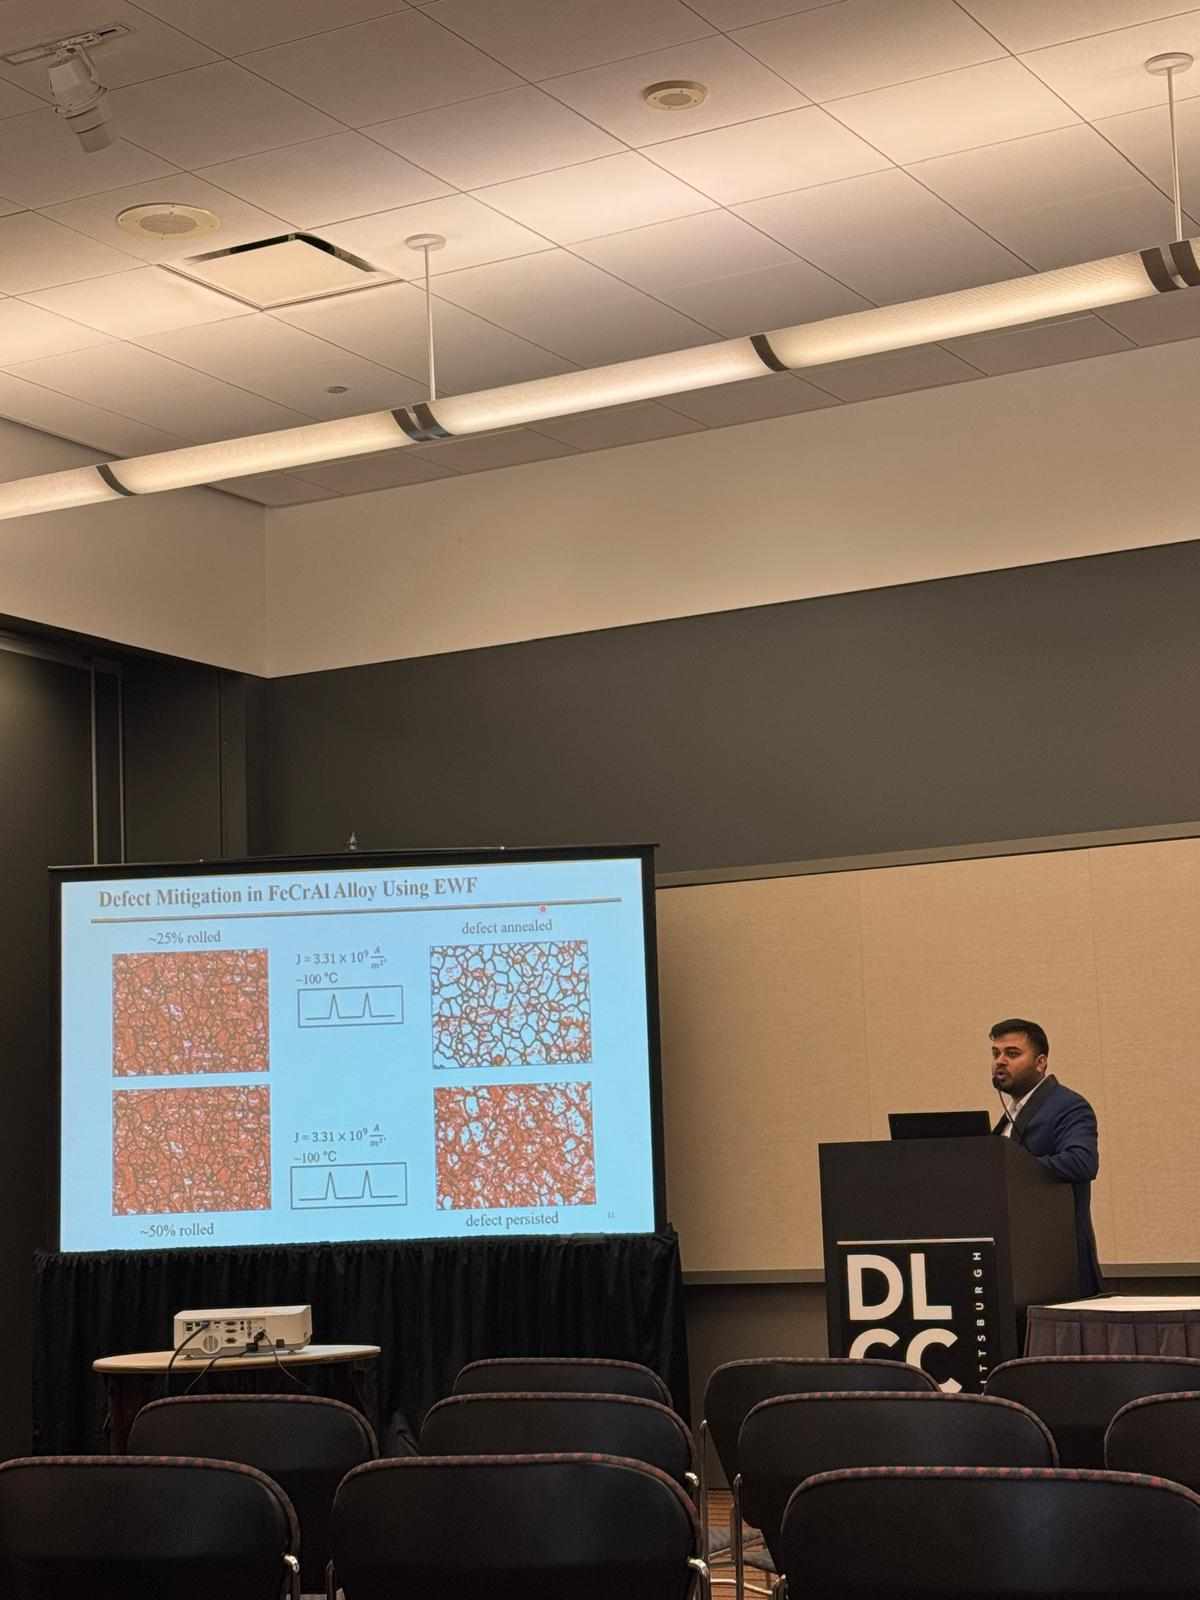 Defect Mitigation in FeCrAl Alloy Using EWF
~25% rolled
J = 3.31 × 10⁹ A/m²,
~100 °C
defect annealed
J = 3.31 × 10⁹ A/m²,
~100 °C
~50% rolled
defect persisted
11
DL
CC
PITTSBURGH